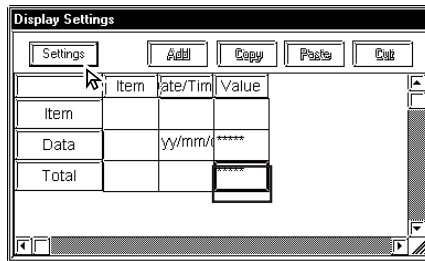 Display Settings
Settings Add Copy Paste Cut
Item ate/Tim Value
Item
Data yy/mm/ *****
Total *****